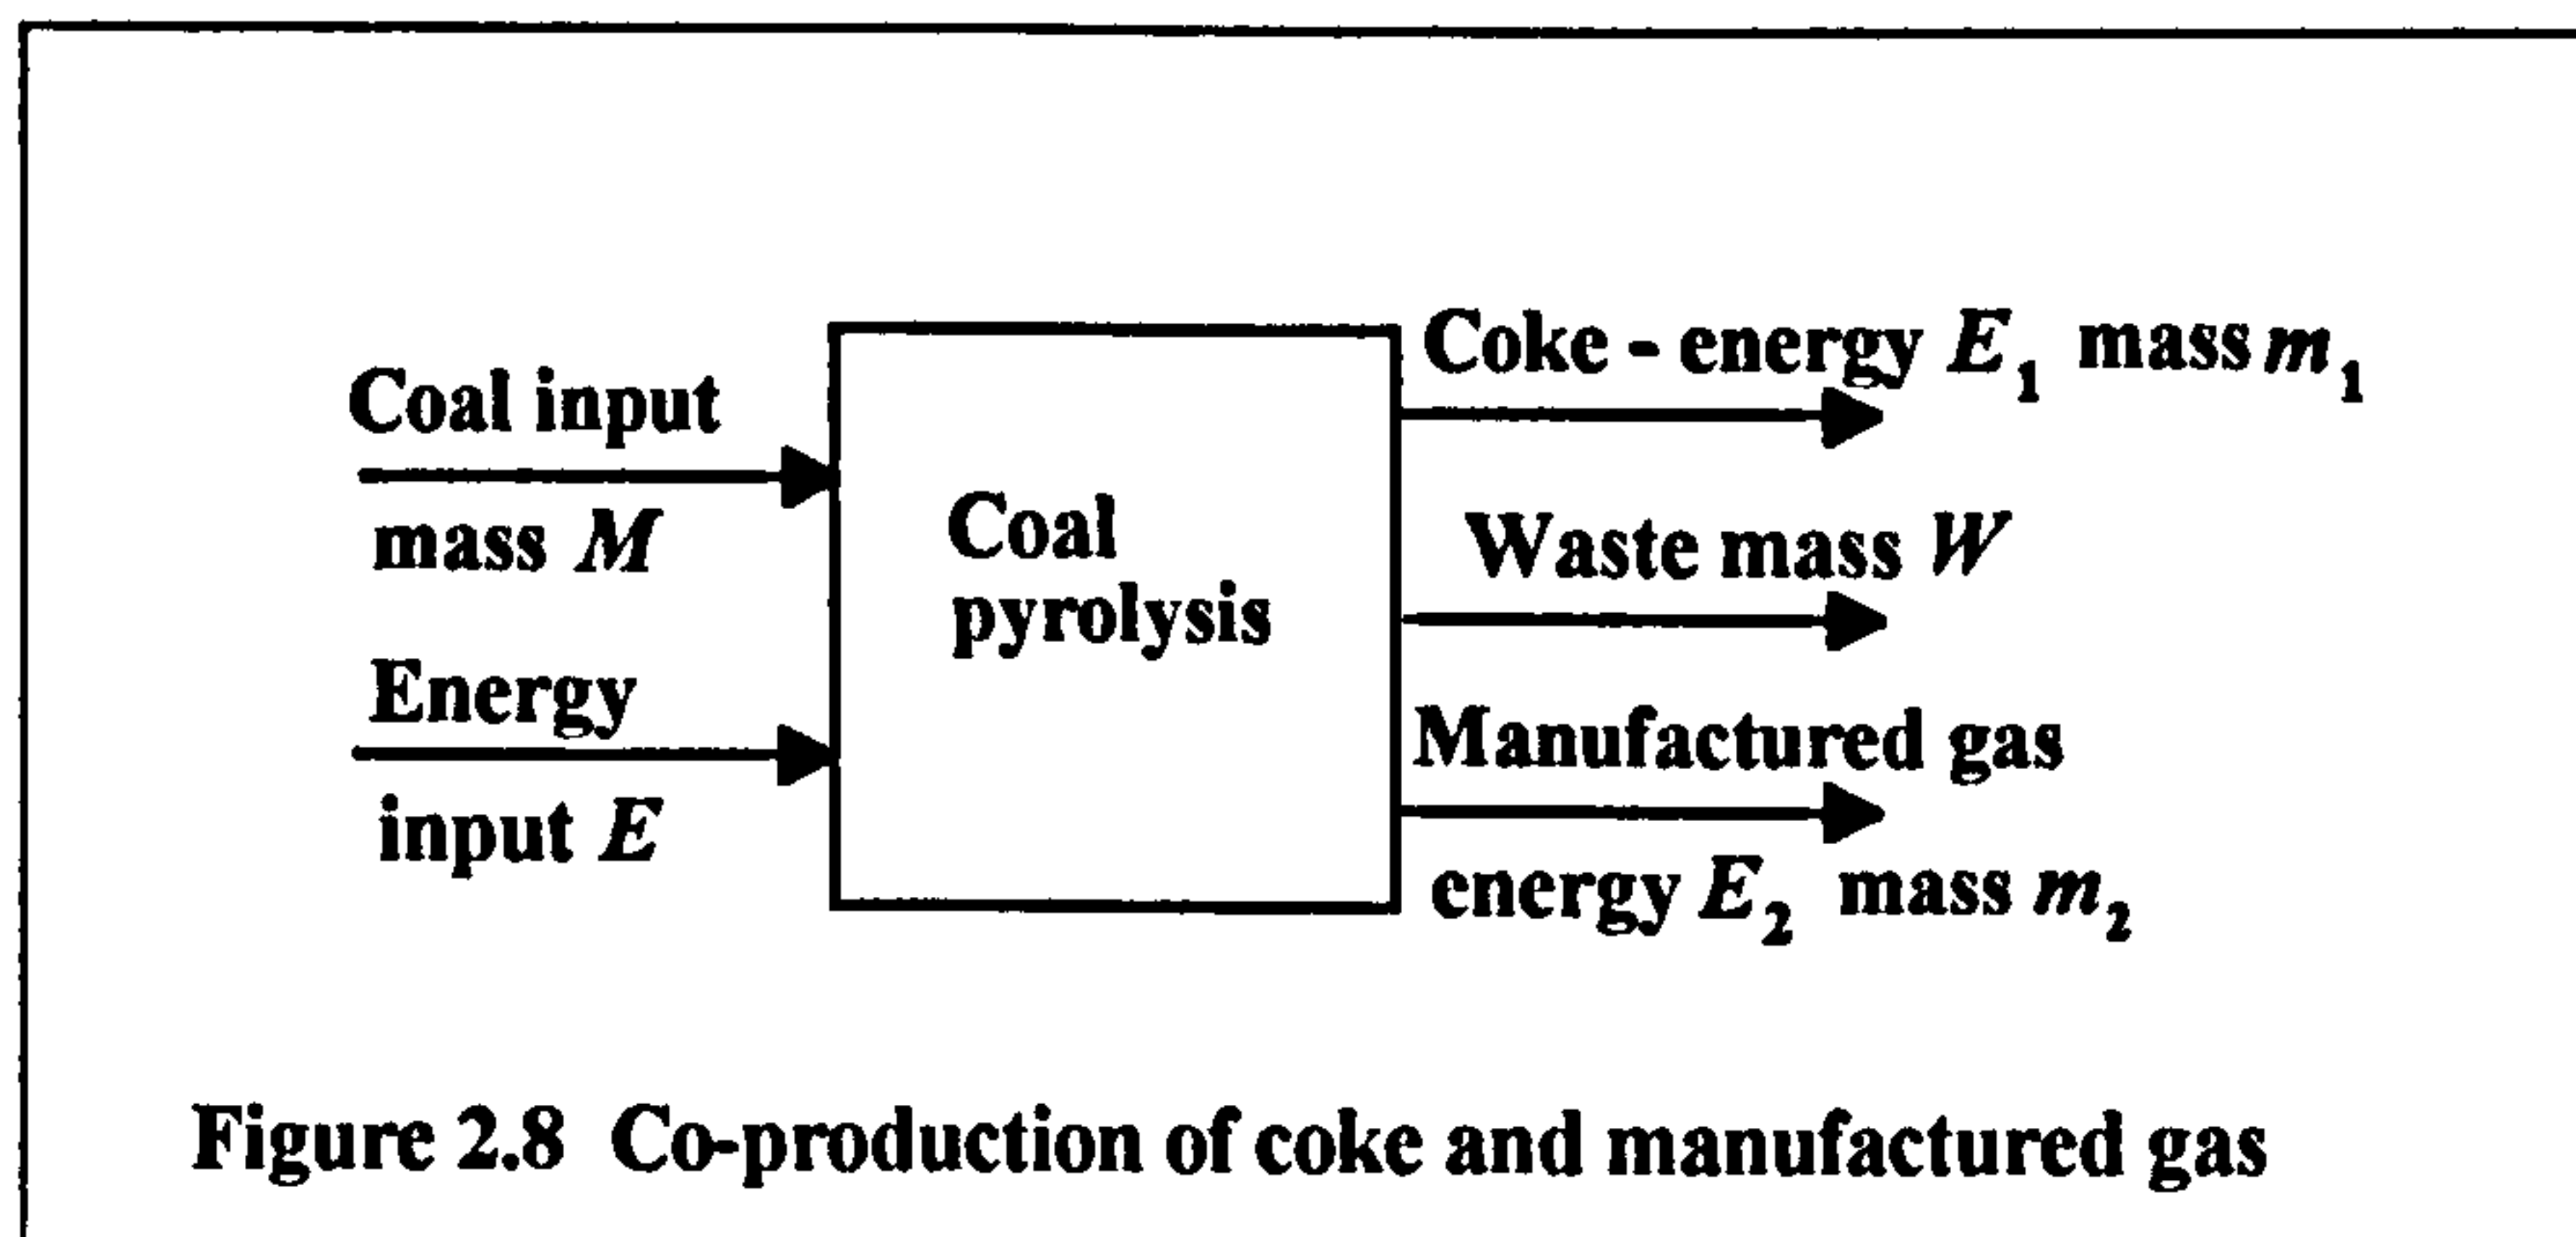 Coal input
mass M
Energy
input E
Coal
pyrolysis
Coke - energy E₁ mass m₁
Waste mass W
Manufactured gas
energy E₂ mass m₂
Figure 2.8 Co-production of coke and manufactured gas